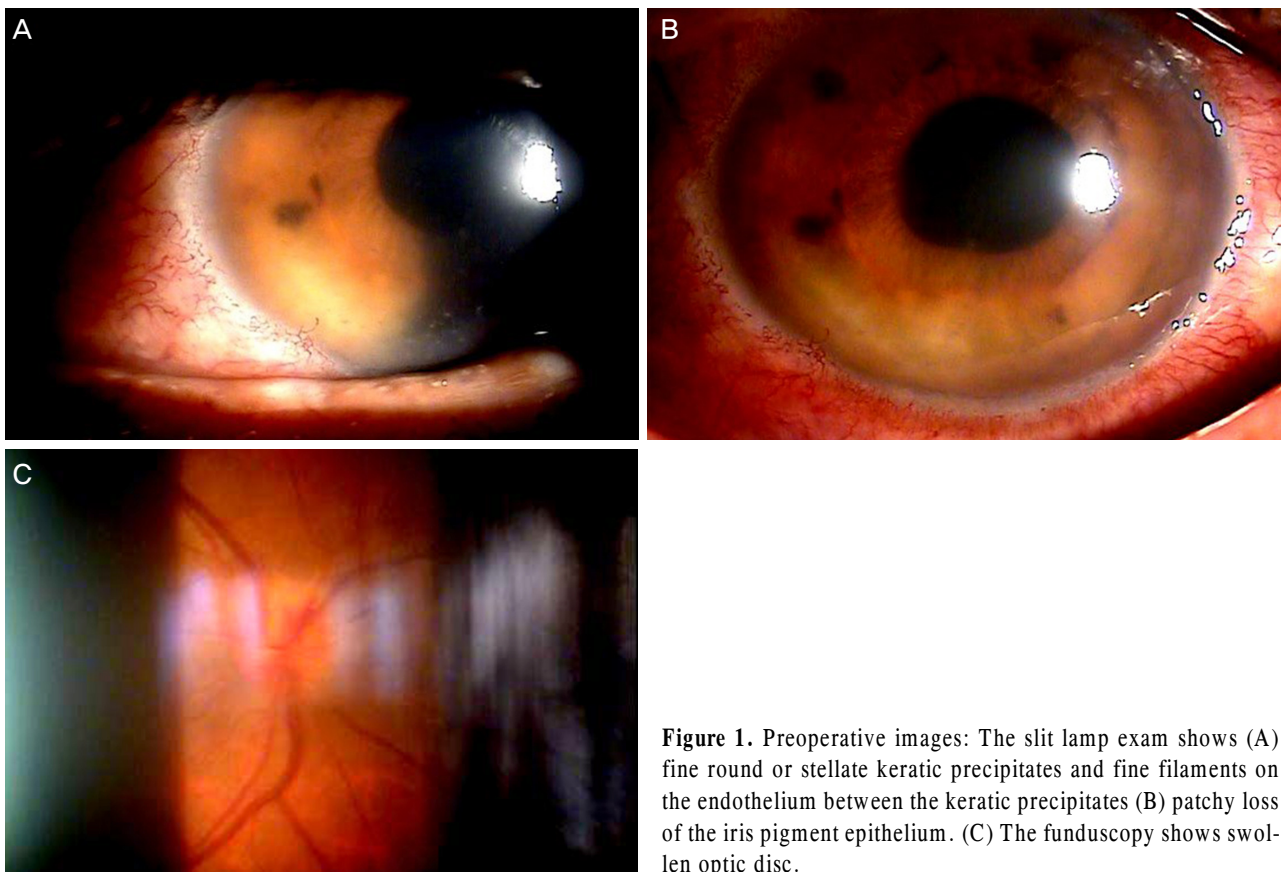 A
B
C
Figure 1. Preoperative images: The slit lamp exam shows (A)
fine round or stellate keratic precipitates and fine filaments on
the endothelium between the keratic precipitates (B) patchy loss
of the iris pigment epithelium. (C) The funduscopy shows swol-
len optic disc.